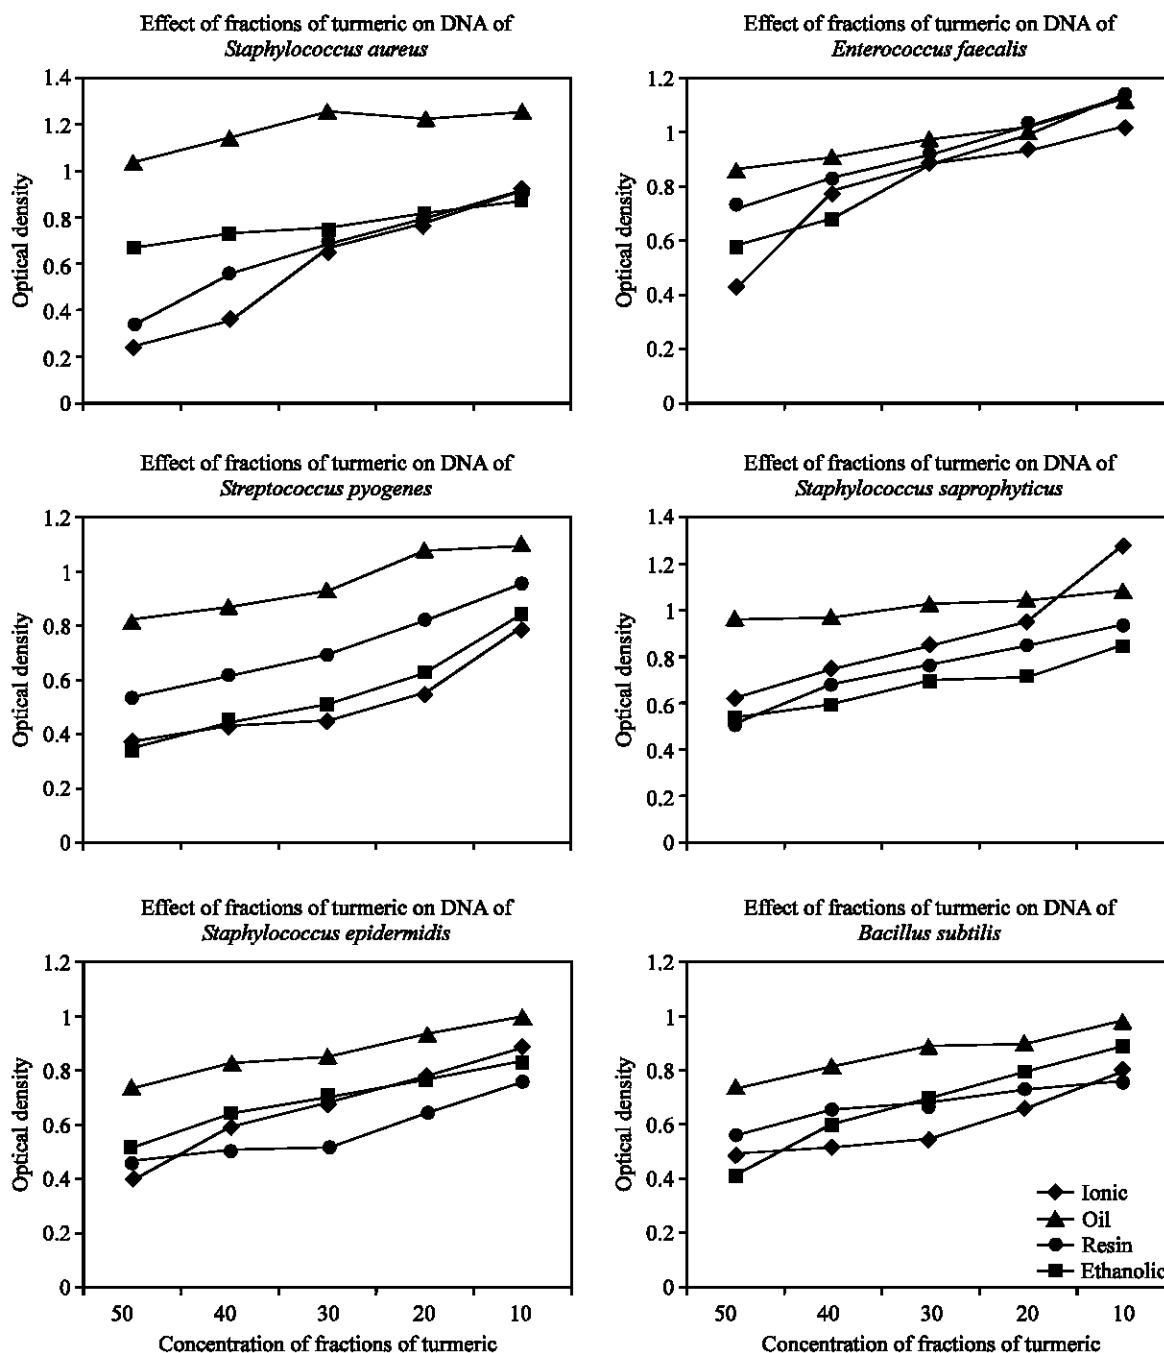 Effect of fractions of turmeric on DNA of
Staphylococcus aureus
1.4
1.2
1
0.8
0.6
0.4
0.2
0
Optical density
Effect of fractions of turmeric on DNA of
Enterococcus faecalis
1.2
1
0.8
0.6
0.4
0.2
0
Optical density
Effect of fractions of turmeric on DNA of
Streptococcus pyogenes
1.2
1
0.8
0.6
0.4
0.2
0
Optical density
Effect of fractions of turmeric on DNA of
Staphylococcus saprophyticus
1.4
1.2
1
0.8
0.6
0.4
0.2
0
Optical density
Effect of fractions of turmeric on DNA of
Staphylococcus epidermidis
1.2
1
0.8
0.6
0.4
0.2
0
Optical density
50 40 30 20 10
Concentration of fractions of turmeric
Effect of fractions of turmeric on DNA of
Bacillus subtilis
1.2
1
0.8
0.6
0.4
0.2
0
Optical density
Ionic
Oil
Resin
Ethanolic
50 40 30 20 10
Concentration of fractions of turmeric